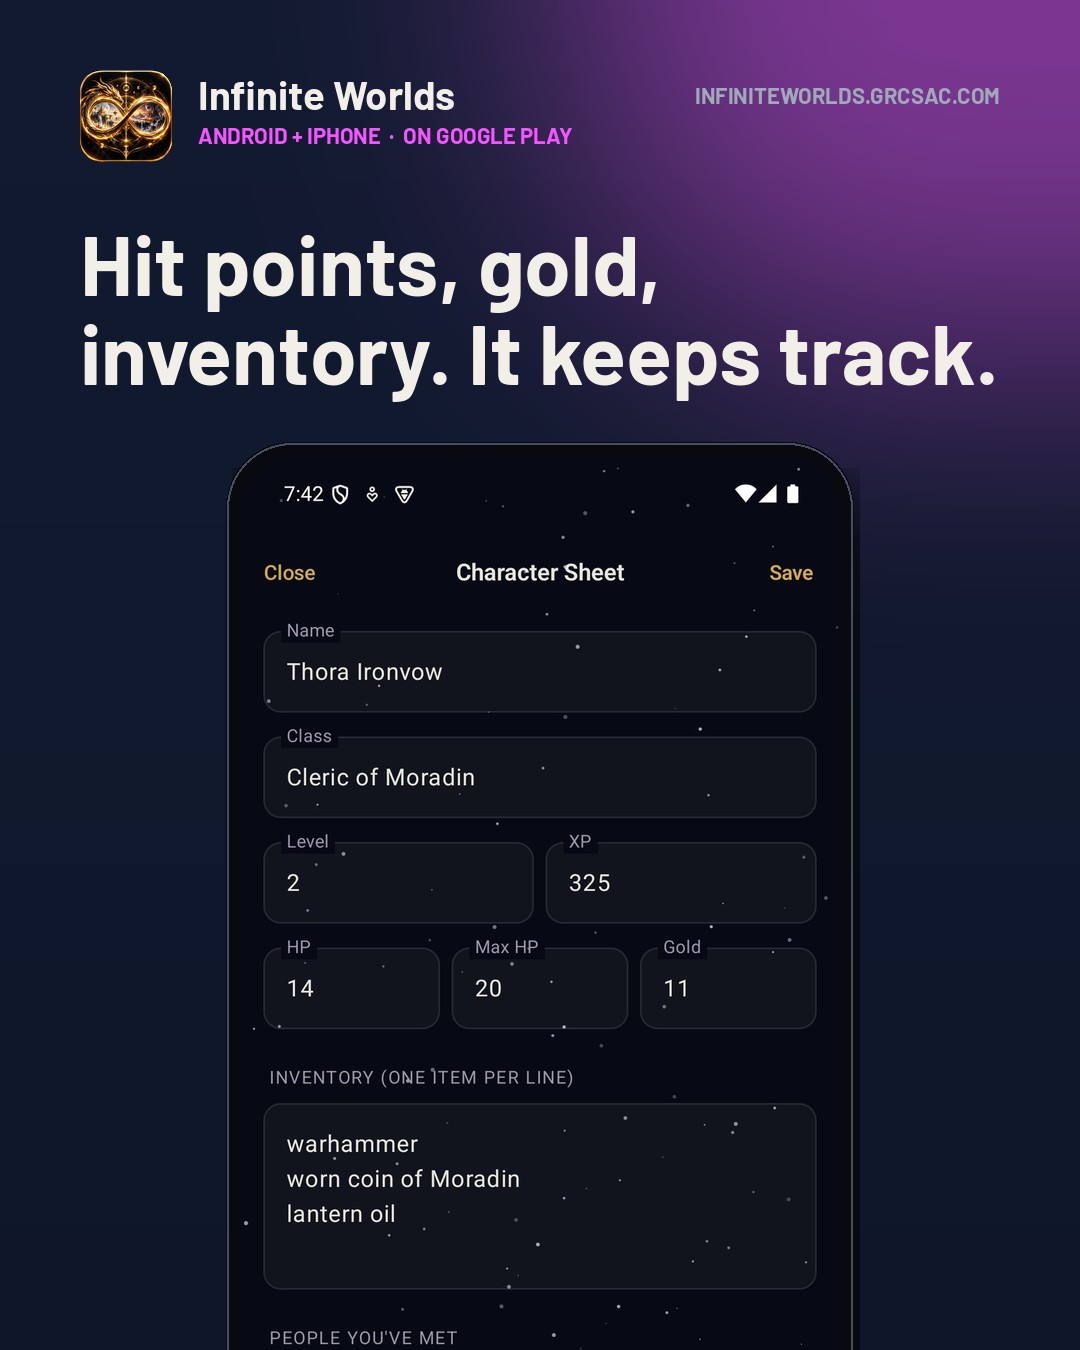 Infinite Worlds
ANDROID + IPHONE · ON GOOGLE PLAY
INFINITEWORLDS.GRCSAC.COM
Hit points, gold,
inventory. It keeps track.
7:42
Close
Character Sheet
Save
Name
Thora Ironvow
Class
Cleric of Moradin
Level
2
XP
325
HP
14
Max HP
20
Gold
11
INVENTORY (ONE ITEM PER LINE)
warhammer
worn coin of Moradin
lantern oil
PEOPLE YOU'VE MET